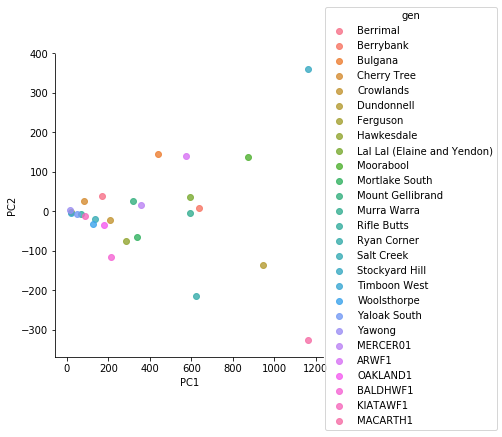 gen
Berrimal
Berrybank
Bulgana
Cherry Tree
Crowlands
Dundonnell
Ferguson
Hawkesdale
Lal Lal (Elaine and Yendon)
Moorabool
Mortlake South
Mount Gellibrand
Murra Warra
Rifle Butts
Ryan Corner
Salt Creek
Stockyard Hill
Timboon West
Woolsthorpe
Yaloak South
Yawong
MERCER01
ARWF1
OAKLAND1
BALDHWF1
KIATAWF1
MACARTH1
400
300
200
100
0
−100
−200
−300
PC2
0 200 400 600 800 1000 1200
PC1